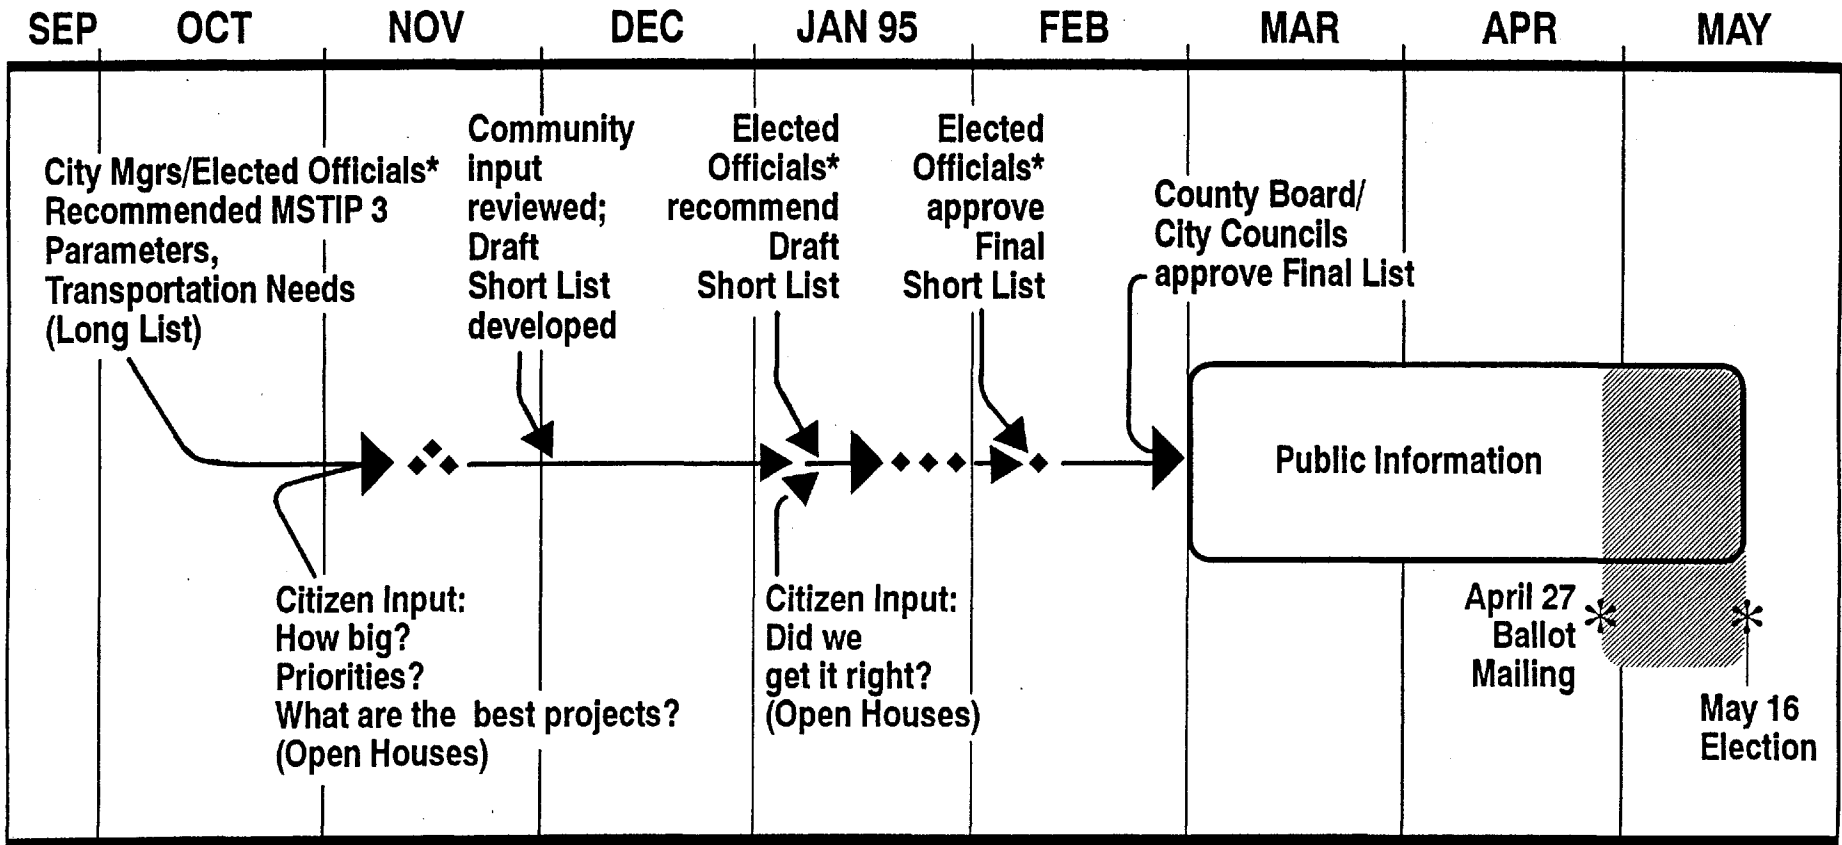 SEP OCT NOV DEC JAN 95 FEB MAR APR MAY
City Mgrs/Elected Officials*
Recommended MSTIP 3
Parameters,
Transportation Needs
(Long List)
Community
input
reviewed;
Draft
Short List
developed
Elected
Officials*
recommend
Draft
Short List
Elected
Officials*
approve
Final
Short List
County Board/
City Councils
approve Final List
Public Information
Citizen Input:
How big?
Priorities?
What are the best projects?
(Open Houses)
Citizen Input:
Did we
get it right?
(Open Houses)
April 27
Ballot
Mailing
May 16
Election